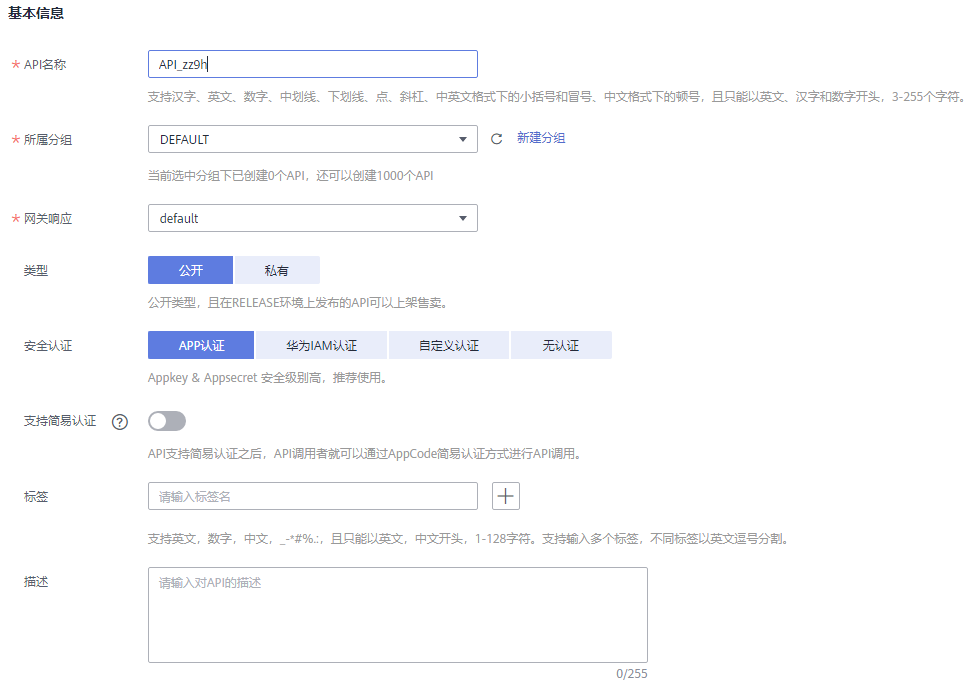 基本信息
* API名称 API_zz9h
支持汉字、英文、数字、中划线、下划线、点、斜杠、中英文格式下的小括号和冒号、中文格式下的顿号，且只能以英文、汉字和数字开头，3-255个字符。
* 所属分组 DEFAULT 新建分组
当前选中分组下已创建0个API，还可以创建1000个API
* 网关响应 default
类型 公开 私有
公开类型，且在RELEASE环境上发布的API可以上架售卖。
安全认证 APP认证 华为IAM认证 自定义认证 无认证
Appkey & Appsecret 安全级别高，推荐使用。
支持简易认证 ?
API支持简易认证之后，API调用者就可以通过AppCode简易认证方式进行API调用。
标签 请输入标签名
支持英文，数字，中文，_-*#%.:，且只能以英文，中文开头，1-128字符。支持输入多个标签，不同标签以英文逗号分割。
描述 请输入对API的描述
0/255